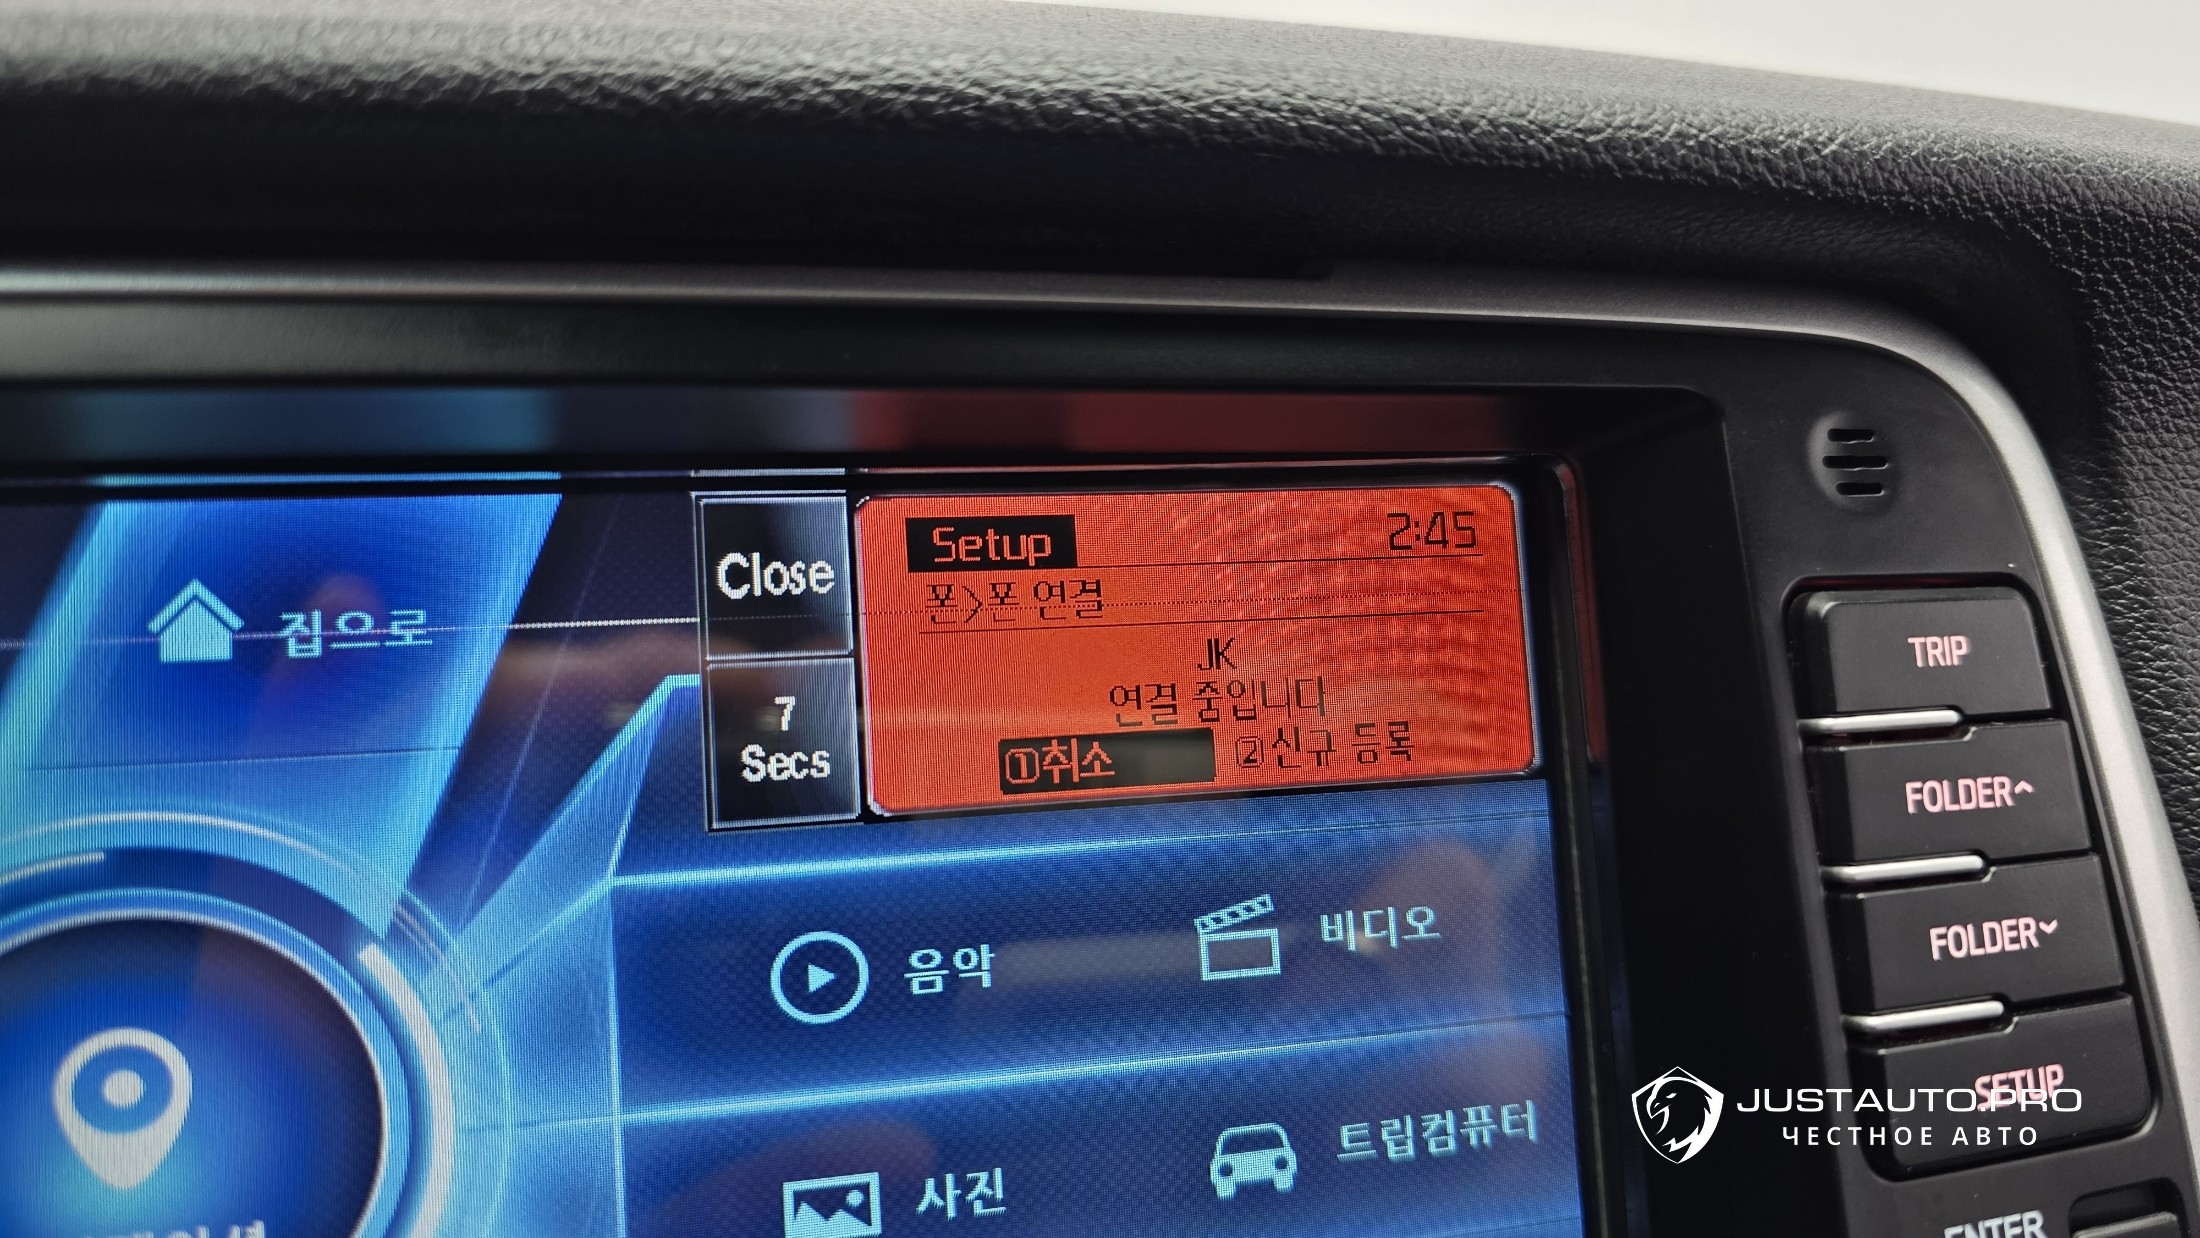 Setup 2:45
폰>폰 연결
JK
연결 중입니다
①취소 ②신규 등록
Close
7
Secs
집으로
음악
비디오
사진
트립컴퓨터
TRIP
FOLDER^
FOLDER˅
SETUP
ENTER
JUSTAUTO.PRO
ЧЕСТНОЕ АВТО